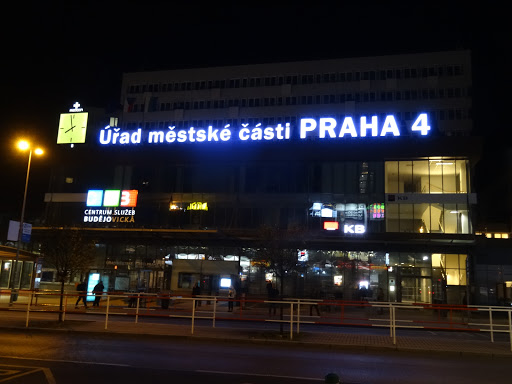 Úřad městské části PRAHA 4
CENTRUM SLUŽEB
BUDĚJOVICKÁ
KB